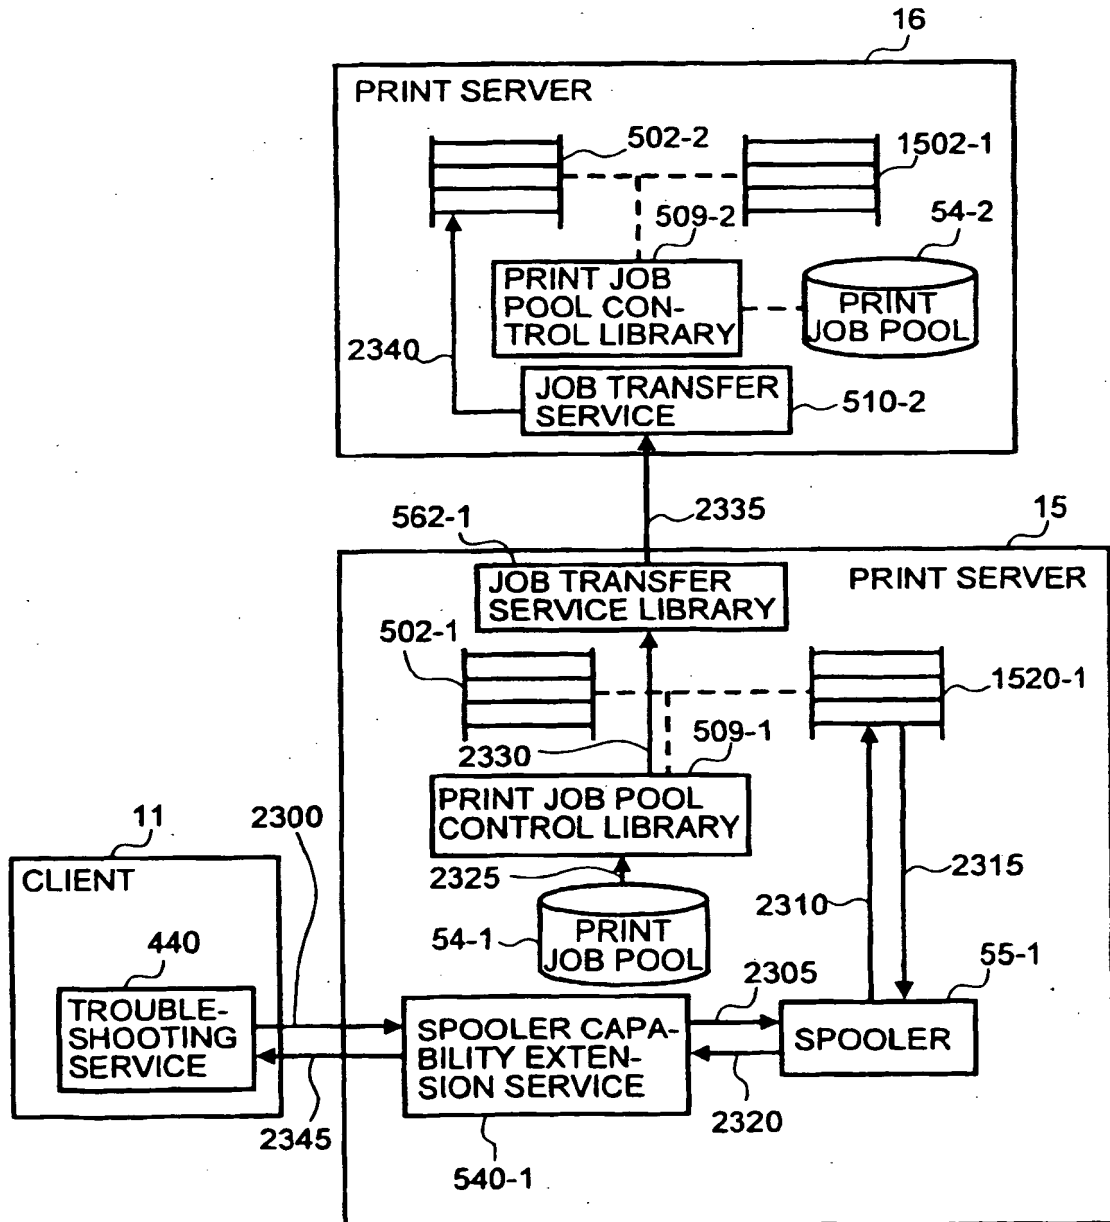 16
PRINT SERVER
502-2
1502-1
509-2
54-2
PRINT JOB
POOL CON-
TROL LIBRARY
PRINT
JOB POOL
2340
JOB TRANSFER
SERVICE
510-2
2335
562-1
15
JOB TRANSFER
SERVICE LIBRARY
PRINT SERVER
502-1
1520-1
509-1
2330
PRINT JOB POOL
CONTROL LIBRARY
2300
11
2325
2315
CLIENT
2310
PRINT
JOB POOL
54-1
440
2305
55-1
TROUBLE-
SHOOTING
SERVICE
SPOOLER CAPA-
BILITY EXTEN-
SION SERVICE
SPOOLER
2345
2320
540-1